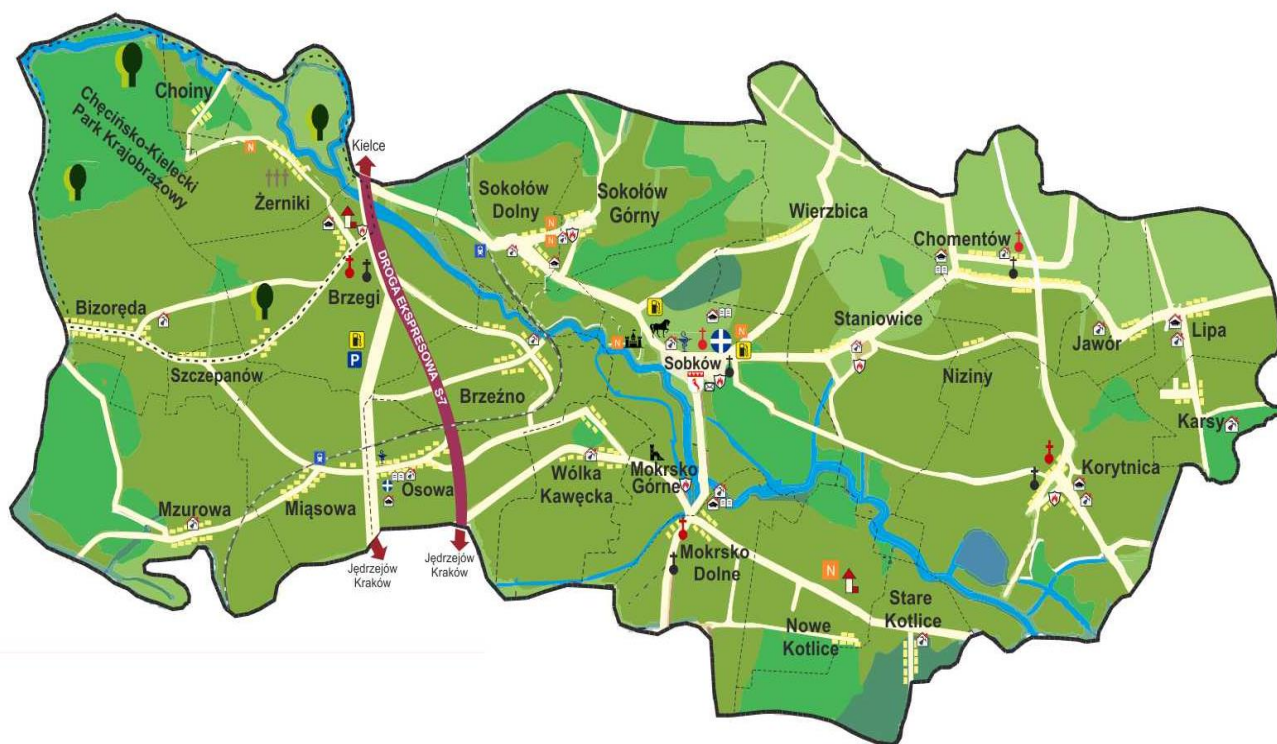 Choiny
Chęcińsko-Kielecki
Park Krajobrazowy
N
Żerniki
Kielce
Sokołów
Dolny
Sokołów
Górny
N
N
Wierzbica
Chomentów
Brzegi
DROGA EKSPRESOWA S-7
Bizoręda
Szczepanów
P
Brzeźno
N
N
Sobków
Staniowice
Niziny
Jawór
Lipa
Karsy
Korytnica
Wólka
Kawęcka
Mokrsko
Górne
Osowa
Miąsowa
Mzurowa
Jędrzejów
Kraków
Jędrzejów
Kraków
Mokrsko
Dolne
N
Stare
Kotlice
Nowe
Kotlice